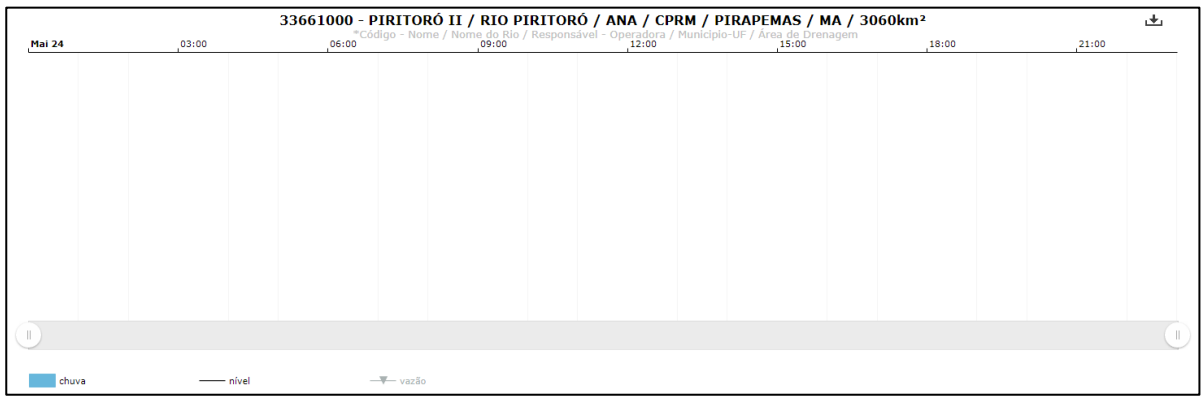 33661000 - PIRITORÓ II / RIO PIRITORÓ / ANA / CPRM / PIRAPEMAS / MA / 3060km²
*Código - Nome / Nome do Rio / Responsável - Operadora / Município-UF / Área de Drenagem
Mai 24 03:00 06:00 09:00 12:00 15:00 18:00 21:00
chuva nível vazão